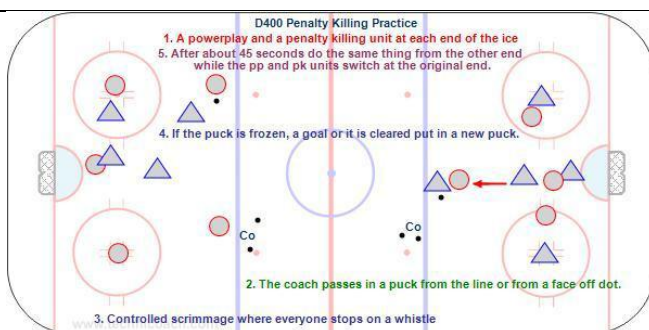 D400 Penalty Killing Practice
1. A powerplay and a penalty killing unit at each end of the ice
5. After about 45 seconds do the same thing from the other end
while the pp and pk units switch at the original end.
4. If the puck is frozen, a goal or it is cleared put in a new puck.
Co
Co
2. The coach passes in a puck from the line or from a face off dot.
3. Controlled scrimmage where everyone stops on a whistle